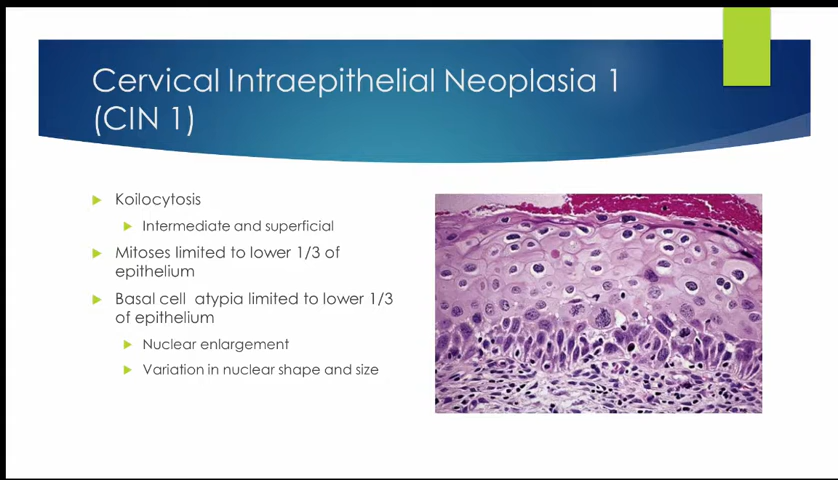 Cervical Intraepithelial Neoplasia 1
(CIN 1)
Koilocytosis
Intermediate and superficial
Mitoses limited to lower 1/3 of
epithelium
Basal cell atypia limited to lower 1/3
of epithelium
Nuclear enlargement
Variation in nuclear shape and size